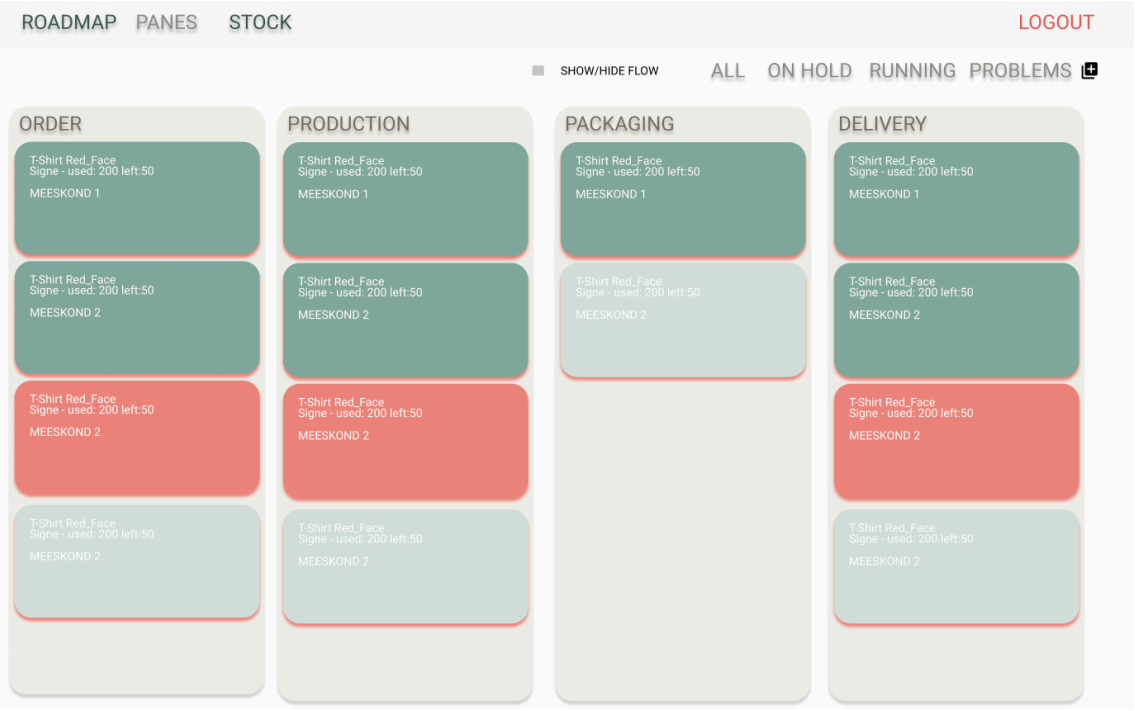 ROADMAP PANES STOCK LOGOUT
SHOW/HIDE FLOW ALL ON HOLD RUNNING PROBLEMS
ORDER
T-Shirt Red_Face
Signe - used: 200 left:50
MEESKOND 1
T-Shirt Red_Face
Signe - used: 200 left:50
MEESKOND 2
T-Shirt Red_Face
Signe - used: 200 left:50
MEESKOND 2
T-Shirt Red_Face
Signe - used: 200 left:50
MEESKOND 2
PRODUCTION
T-Shirt Red_Face
Signe - used: 200 left:50
MEESKOND 1
T-Shirt Red_Face
Signe - used: 200 left:50
MEESKOND 2
T-Shirt Red_Face
Signe - used: 200 left:50
MEESKOND 2
T-Shirt Red_Face
Signe - used: 200 left:50
MEESKOND 2
PACKAGING
T-Shirt Red_Face
Signe - used: 200 left:50
MEESKOND 1
T-Shirt Red_Face
Signe - used: 200 left:50
MEESKOND 2
DELIVERY
T-Shirt Red_Face
Signe - used: 200 left:50
MEESKOND 1
T-Shirt Red_Face
Signe - used: 200 left:50
MEESKOND 2
T-Shirt Red_Face
Signe - used: 200 left:50
MEESKOND 2
T-Shirt Red_Face
Signe - used: 200 left:50
MEESKOND 2